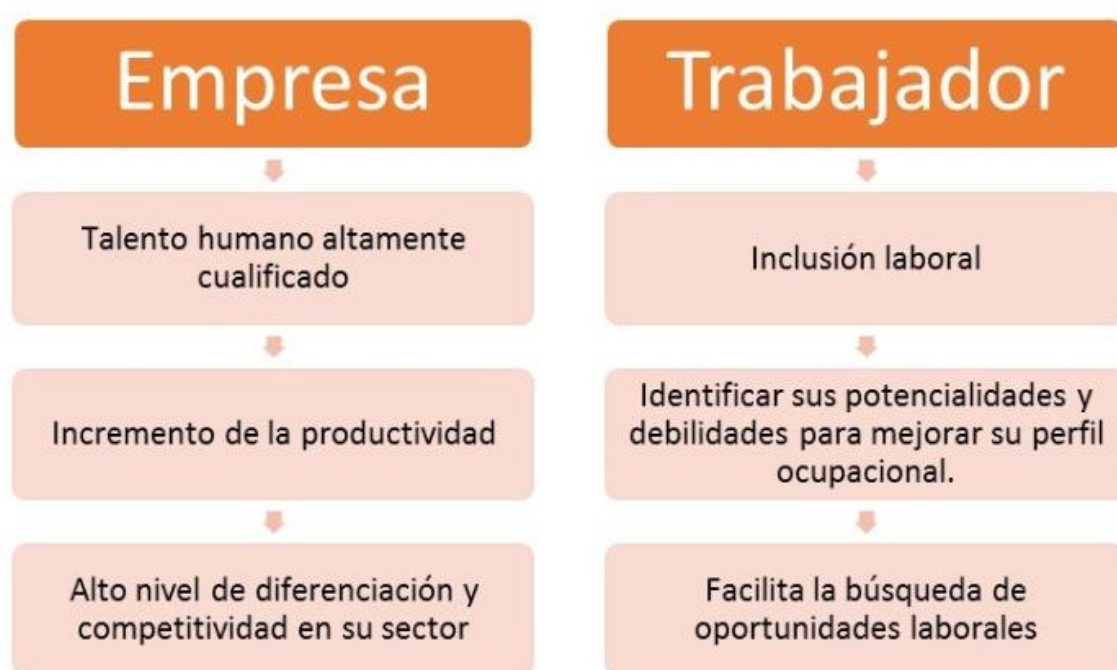 Empresa
Talento humano altamente
cualificado
Incremento de la productividad
Alto nivel de diferenciación y
competitividad en su sector
Trabajador
Inclusión laboral
Identificar sus potencialidades y
debilidades para mejorar su perfil
ocupacional.
Facilita la búsqueda de
oportunidades laborales